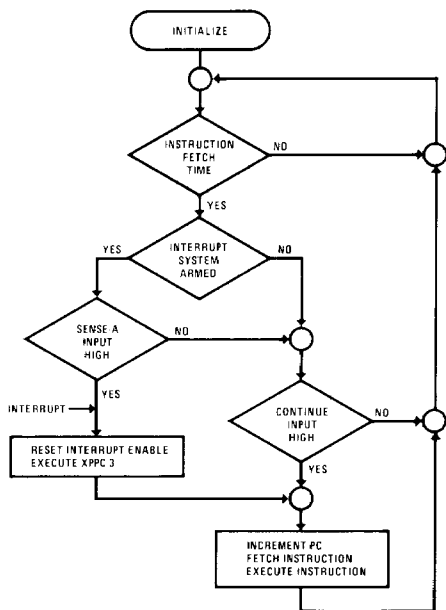 INITIALIZE
INSTRUCTION
FETCH
TIME
NO
YES
YES
INTERRUPT
SYSTEM
ARMED
NO
SENSE-A
INPUT
HIGH
NO
YES
INTERRUPT
CONTINUE
INPUT
HIGH
NO
RESET INTERRUPT ENABLE
EXECUTE XPPC 3
YES
INCREMENT PC
FETCH INSTRUCTION
EXECUTE INSTRUCTION